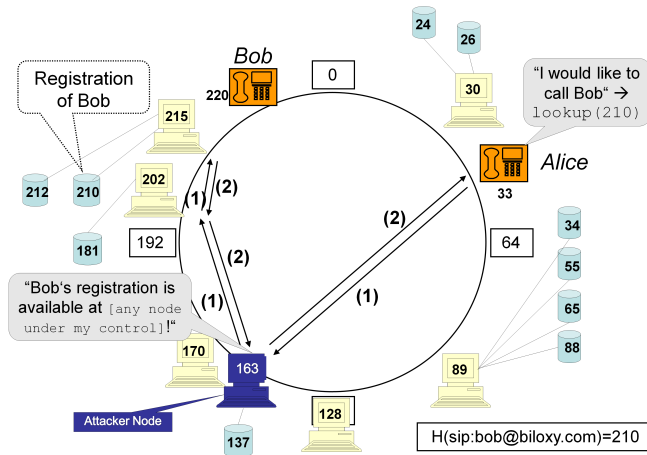 24
26
Bob
0
30
"I would like to
call Bob" →
lookup(210)
Registration
of Bob
220
215
Alice
33
212
210
202
(1)
(2)
(2)
34
181
192
64
55
(2)
(1)
(1)
65
"Bob's registration is
available at [any node
under my control]!"
88
170
163
89
Attacker Node
128
137
H(sip:bob@biloxy.com)=210